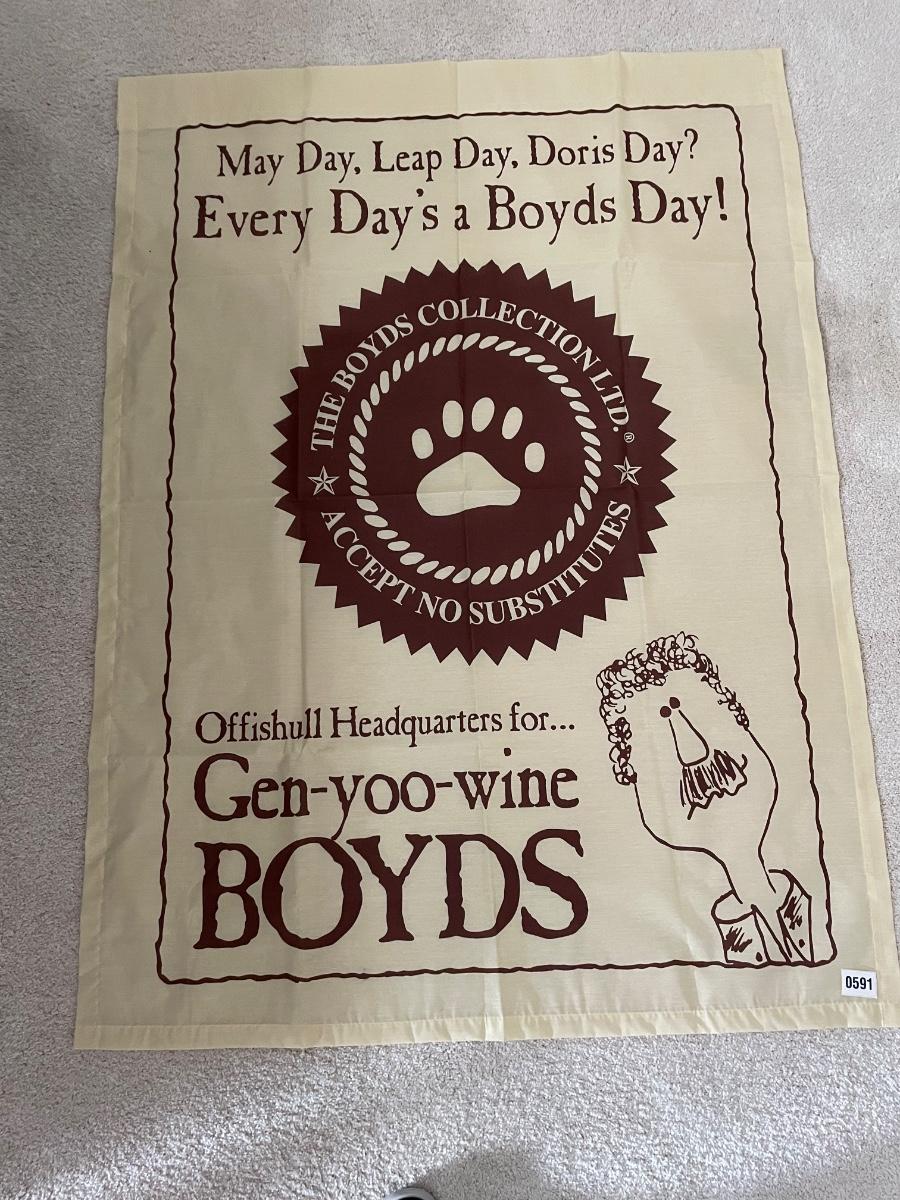 May Day, Leap Day, Doris Day?
Every Day's a Boyds Day!
THE BOYDS COLLECTION LTD.®
ACCEPT NO SUBSTITUTES
Offishull Headquarters for...
Gen-yoo-wine
BOYDS
0591